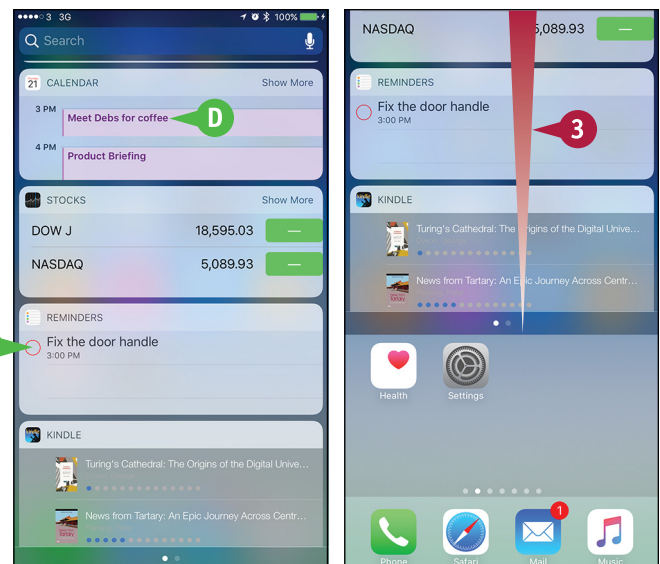 3 3G 100%
Search
21 CALENDAR Show More
3 PM
Meet Debs for coffee
D
4 PM
Product Briefing
STOCKS Show More
DOW J 18,595.03 —
NASDAQ 5,089.93 —
REMINDERS
Fix the door handle
3:00 PM
KINDLE
Turing's Cathedral: The Origins of the Digital Unive...
News from Tartary: An Epic Journey Across Centr...
NASDAQ 5,089.93 —
REMINDERS
Fix the door handle
3:00 PM
3
KINDLE
Turing's Cathedral: The Origins of the Digital Unive...
News from Tartary: An Epic Journey Across Centr...
Health Settings
1
Phone Safari Mail Music